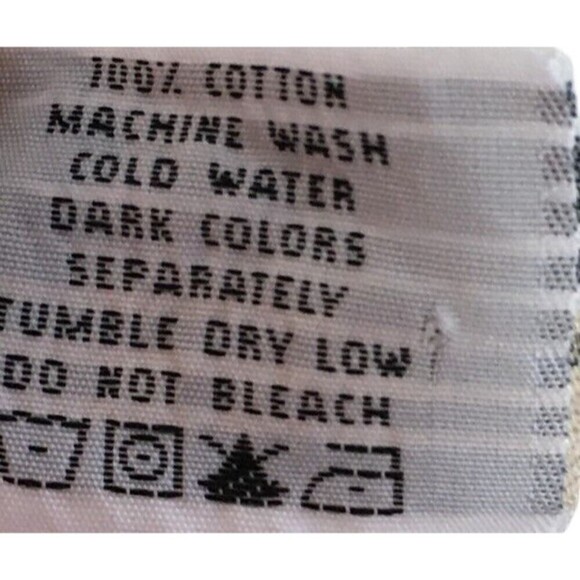 100% COTTON
MACHINE WASH
COLD WATER
DARK COLORS
SEPARATELY
TUMBLE DRY LOW
DO NOT BLEACH